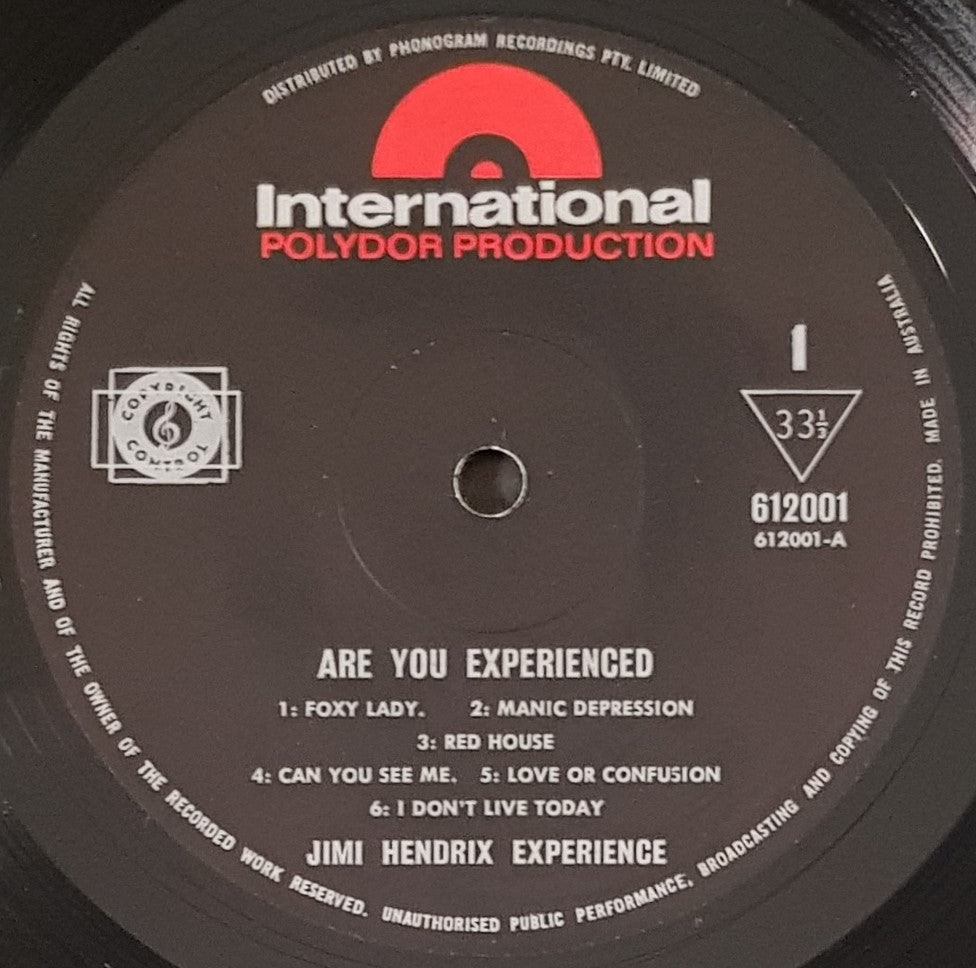 DISTRIBUTED BY PHONOGRAM RECORDINGS PTY. LIMITED
International
POLYDOR PRODUCTION
COPYRIGHT
CONTROL
1
33⅓
612001
612001-A
ARE YOU EXPERIENCED
1: FOXY LADY. 2: MANIC DEPRESSION
3: RED HOUSE
4: CAN YOU SEE ME. 5: LOVE OR CONFUSION
6: I DON'T LIVE TODAY
JIMI HENDRIX EXPERIENCE
ALL RIGHTS OF THE MANUFACTURER AND OF THE OWNER OF THE RECORDED WORK RESERVED. UNAUTHORISED PUBLIC PERFORMANCE, BROADCASTING AND COPYING OF THIS RECORD PROHIBITED. MADE IN AUSTRALIA